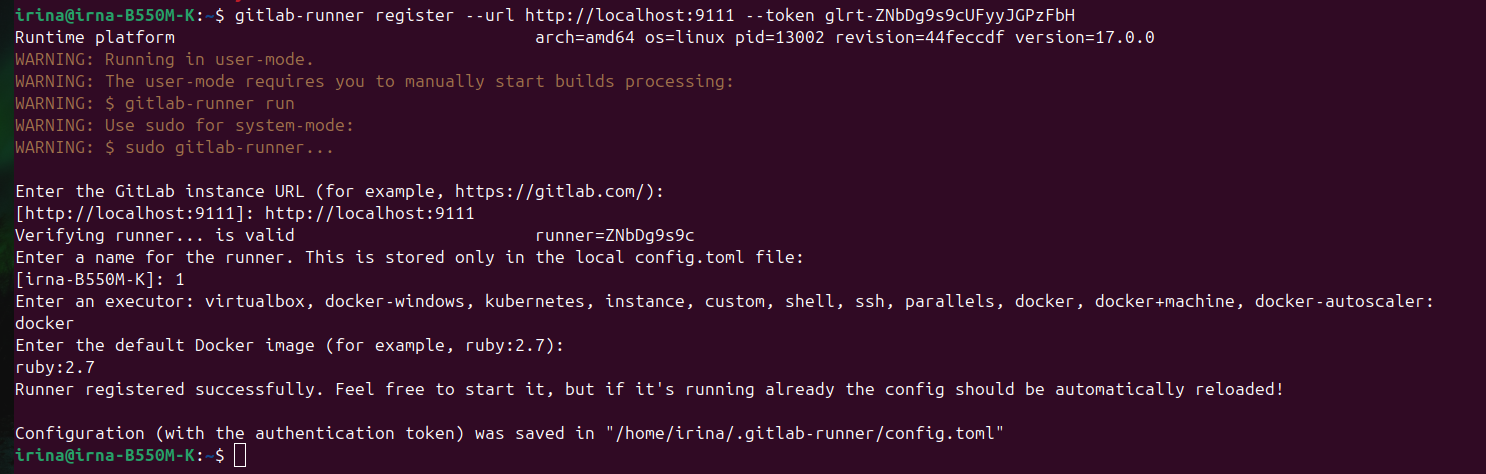 irina@irna-B550M-K:~$ gitlab-runner register --url http://localhost:9111 --token glrt-ZNbDg9s9cUFyyJGPzFbH
Runtime platform                                    arch=amd64 os=linux pid=13002 revision=44feccdf version=17.0.0
WARNING: Running in user-mode.
WARNING: The user-mode requires you to manually start builds processing:
WARNING: $ gitlab-runner run
WARNING: Use sudo for system-mode:
WARNING: $ sudo gitlab-runner...
Enter the GitLab instance URL (for example, https://gitlab.com/):
[http://localhost:9111]: http://localhost:9111
Verifying runner... is valid                        runner=ZNbDg9s9c
Enter a name for the runner. This is stored only in the local config.toml file:
[irna-B550M-K]: 1
Enter an executor: virtualbox, docker-windows, kubernetes, instance, custom, shell, ssh, parallels, docker, docker+machine, docker-autoscaler:
docker
Enter the default Docker image (for example, ruby:2.7):
ruby:2.7
Runner registered successfully. Feel free to start it, but if it's running already the config should be automatically reloaded!
Configuration (with the authentication token) was saved in "/home/irina/.gitlab-runner/config.toml"
irina@irna-B550M-K:~$